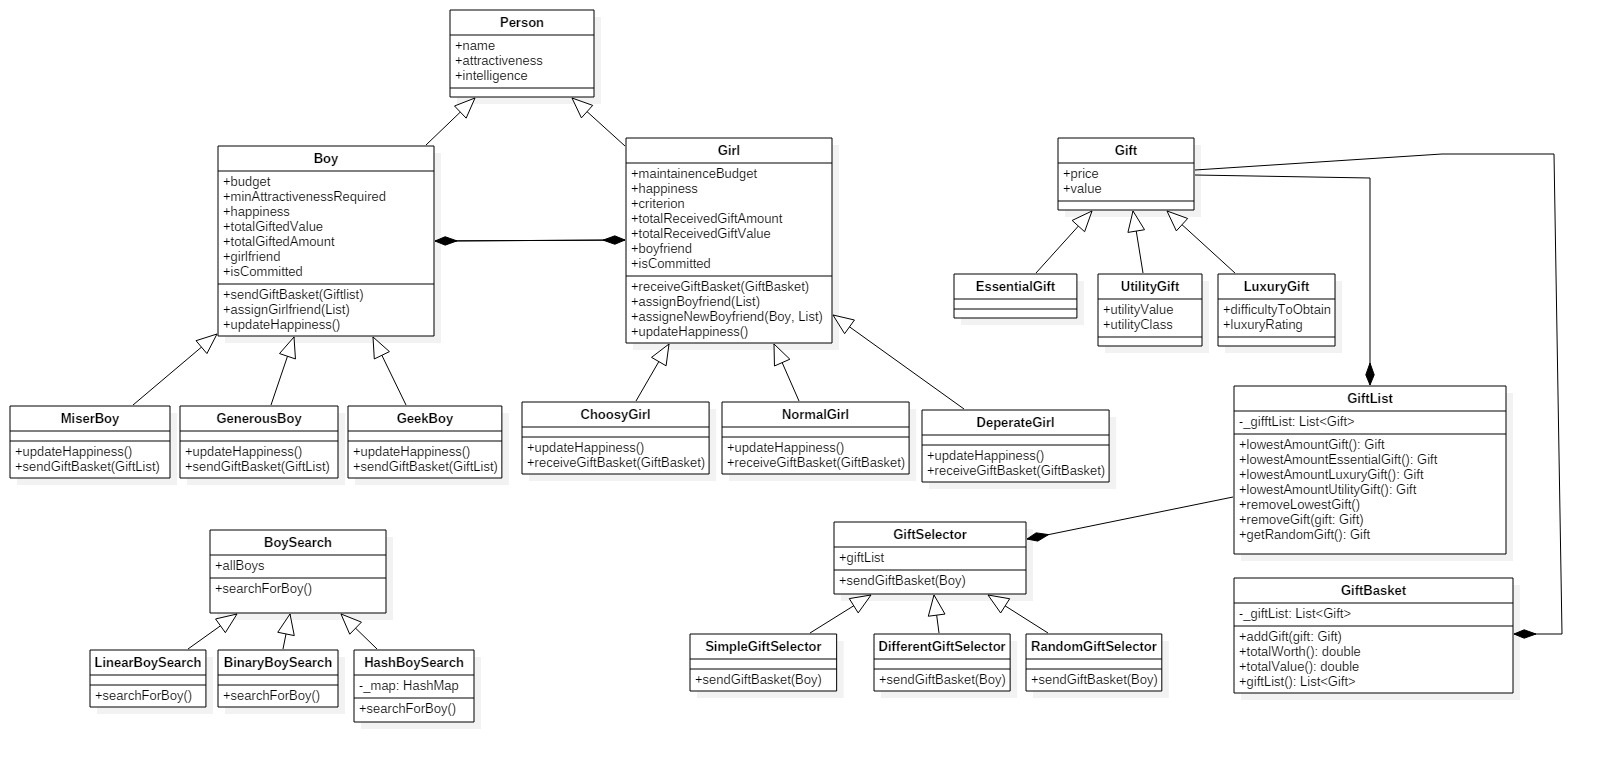 Person
+name
+attractiveness
+intelligence
Boy
+budget
+minAttractivenessRequired
+happiness
+totalGiftedValue
+totalGiftedAmount
+girlfriend
+isCommitted
+sendGiftBasket(Giftlist)
+assignGirlfriend(List)
+updateHappiness()
Girl
+maintainenceBudget
+happiness
+criterion
+totalReceivedGiftAmount
+totalReceivedGiftValue
+boyfriend
+isCommitted
+receiveGiftBasket(GiftBasket)
+assignBoyfriend(List)
+assigneNewBoyfriend(Boy, List)
+updateHappiness()
Gift
+price
+value
EssentialGift
UtilityGift
+utilityValue
+utilityClass
LuxuryGift
+difficultyToObtain
+luxuryRating
MiserBoy
+updateHappiness()
+sendGiftBasket(GiftList)
GenerousBoy
+updateHappiness()
+sendGiftBasket(GiftList)
GeekBoy
+updateHappiness()
+sendGiftBasket(GiftList)
ChoosyGirl
+updateHappiness()
+receiveGiftBasket(GiftBasket)
NormalGirl
+updateHappiness()
+receiveGiftBasket(GiftBasket)
DeperateGirl
+updateHappiness()
+receiveGiftBasket(GiftBasket)
GiftList
-_gifftList: List<Gift>
+lowestAmountGift(): Gift
+lowestAmountEssentialGift(): Gift
+lowestAmountLuxuryGift(): Gift
+lowestAmountUtilityGift(): Gift
+removeLowestGift()
+removeGift(gift: Gift)
+getRandomGift(): Gift
BoySearch
+allBoys
+searchForBoy()
GiftSelector
+giftList
+sendGiftBasket(Boy)
GiftBasket
-_giftList: List<Gift>
+addGift(gift: Gift)
+totalWorth(): double
+totalValue(): double
+giftList(): List<Gift>
LinearBoySearch
+searchForBoy()
BinaryBoySearch
+searchForBoy()
HashBoySearch
-_map: HashMap
+searchForBoy()
SimpleGiftSelector
+sendGiftBasket(Boy)
DifferentGiftSelector
+sendGiftBasket(Boy)
RandomGiftSelector
+sendGiftBasket(Boy)